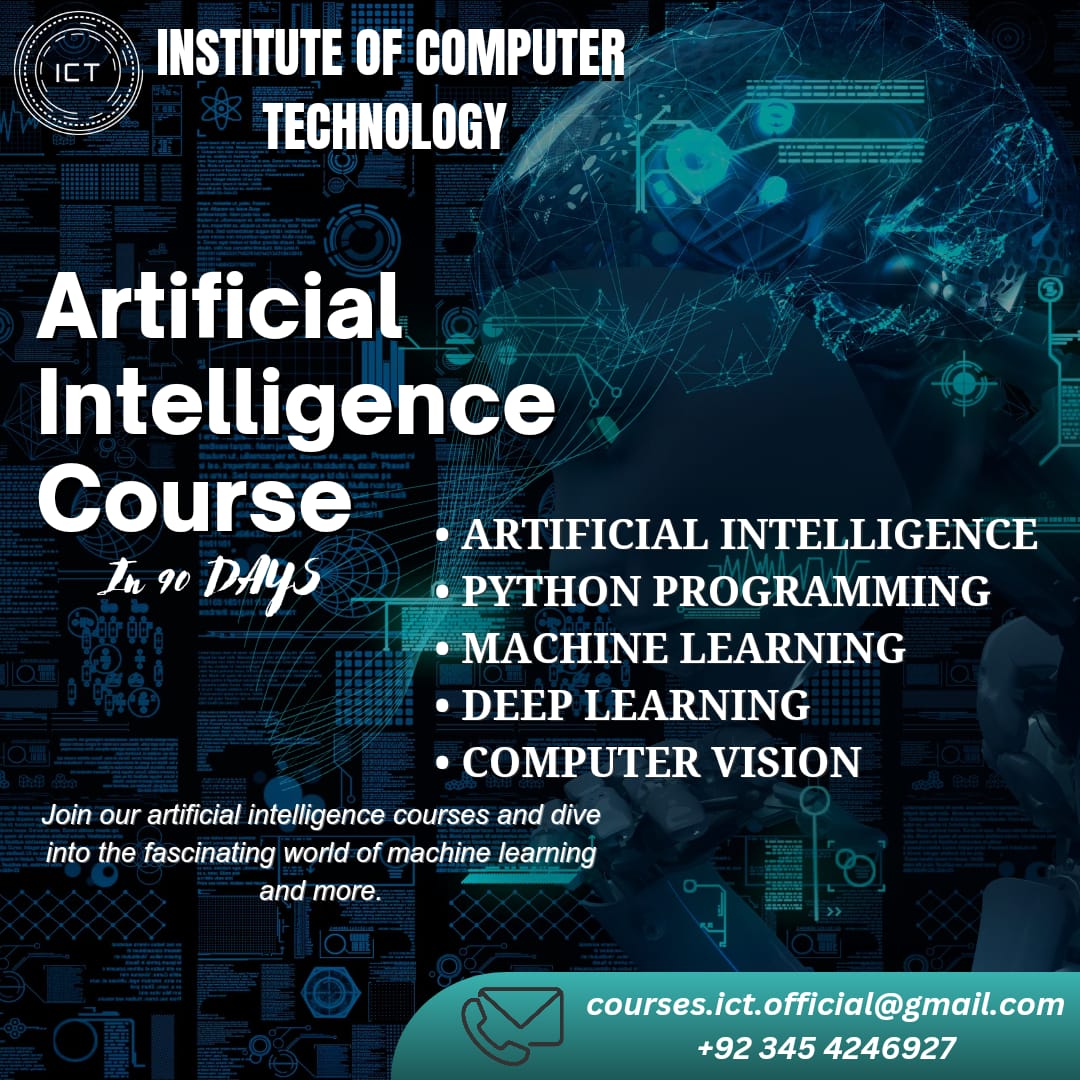 ICT
INSTITUTE OF COMPUTER
TECHNOLOGY
Artificial
Intelligence
Course
In 90 DAYS
• ARTIFICIAL INTELLIGENCE
• PYTHON PROGRAMMING
• MACHINE LEARNING
• DEEP LEARNING
• COMPUTER VISION
Join our artificial intelligence courses and dive
into the fascinating world of machine learning
and more.
courses.ict.official@gmail.com
+92 345 4246927